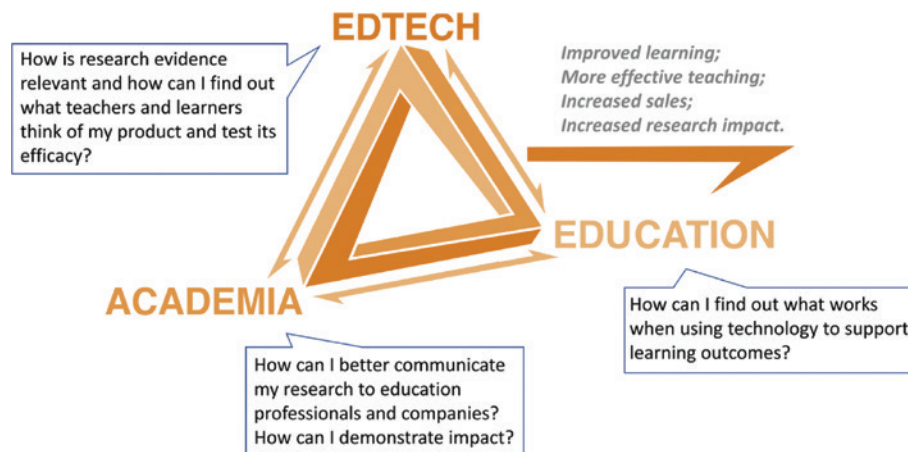 EDTECH
How is research evidence
relevant and how can I find out
what teachers and learners
think of my product and test its
efficacy?
Improved learning;
More effective teaching;
Increased sales;
Increased research impact.
EDUCATION
ACADEMIA
How can I find out what works
when using technology to support
learning outcomes?
How can I better communicate
my research to education
professionals and companies?
How can I demonstrate impact?